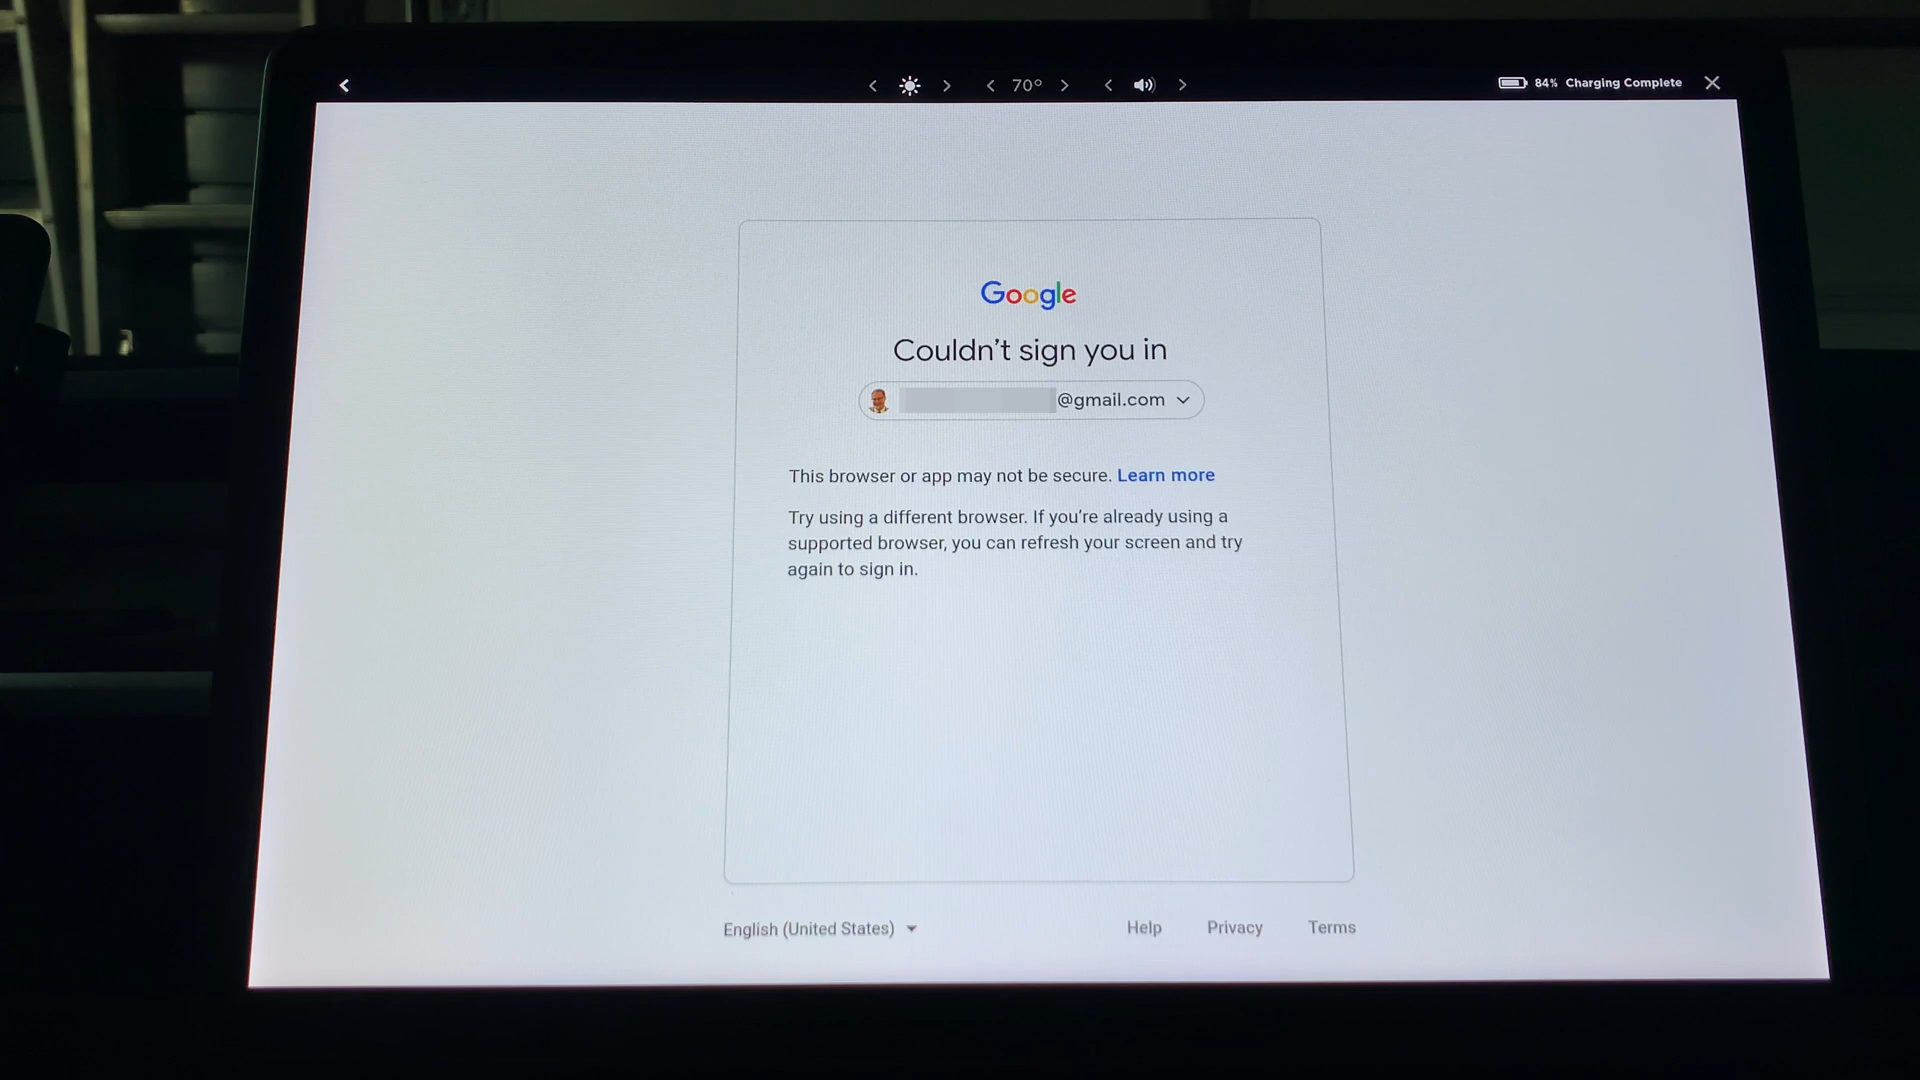 70°
84% Charging Complete
Google
Couldn't sign you in
@gmail.com
This browser or app may not be secure. Learn more
Try using a different browser. If you're already using a
supported browser, you can refresh your screen and try
again to sign in.
English (United States)
Help Privacy Terms